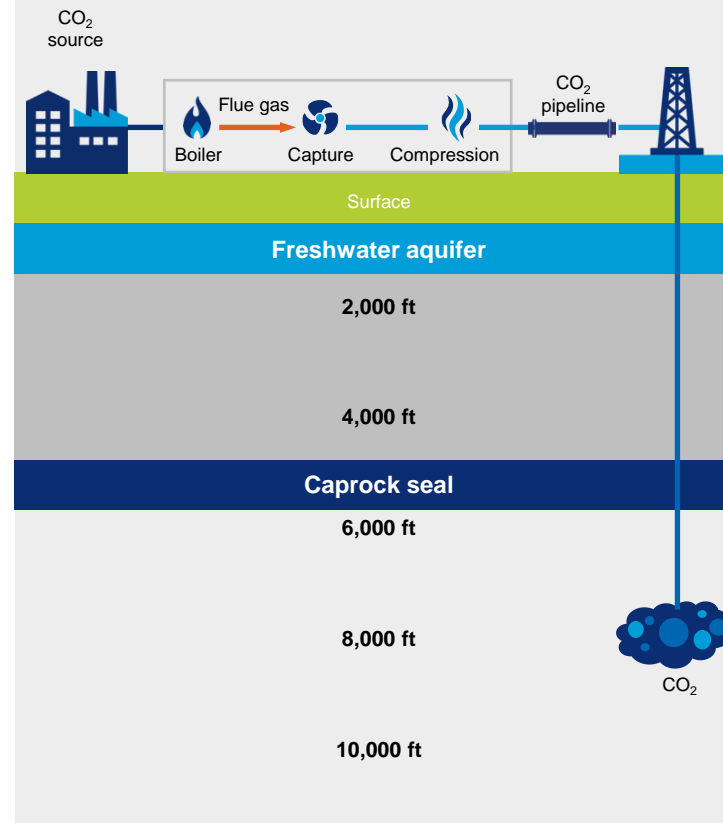 CO₂
source
Flue gas
CO₂
pipeline
Boiler
Capture
Compression
Surface
Freshwater aquifer
2,000 ft
4,000 ft
Caprock seal
6,000 ft
8,000 ft
CO₂
10,000 ft